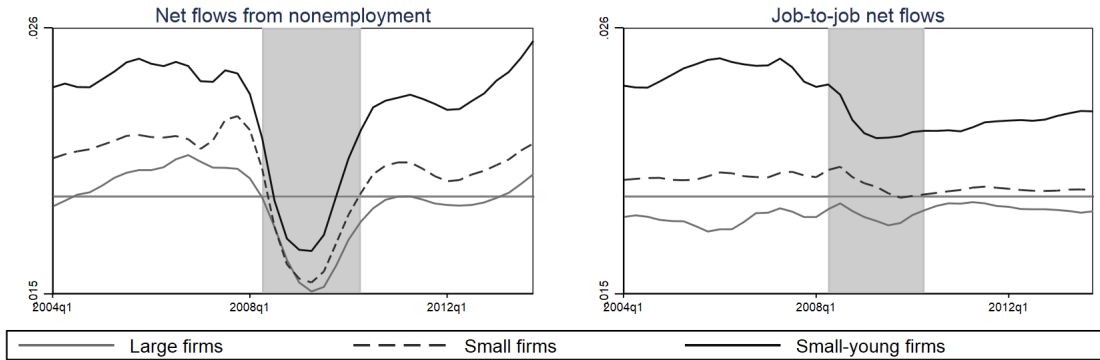 Net flows from nonemployment
.026
.015
2004q1 2008q1 2012q1
Job-to-job net flows
.026
.015
2004q1 2008q1 2012q1
Large firms Small firms Small-young firms